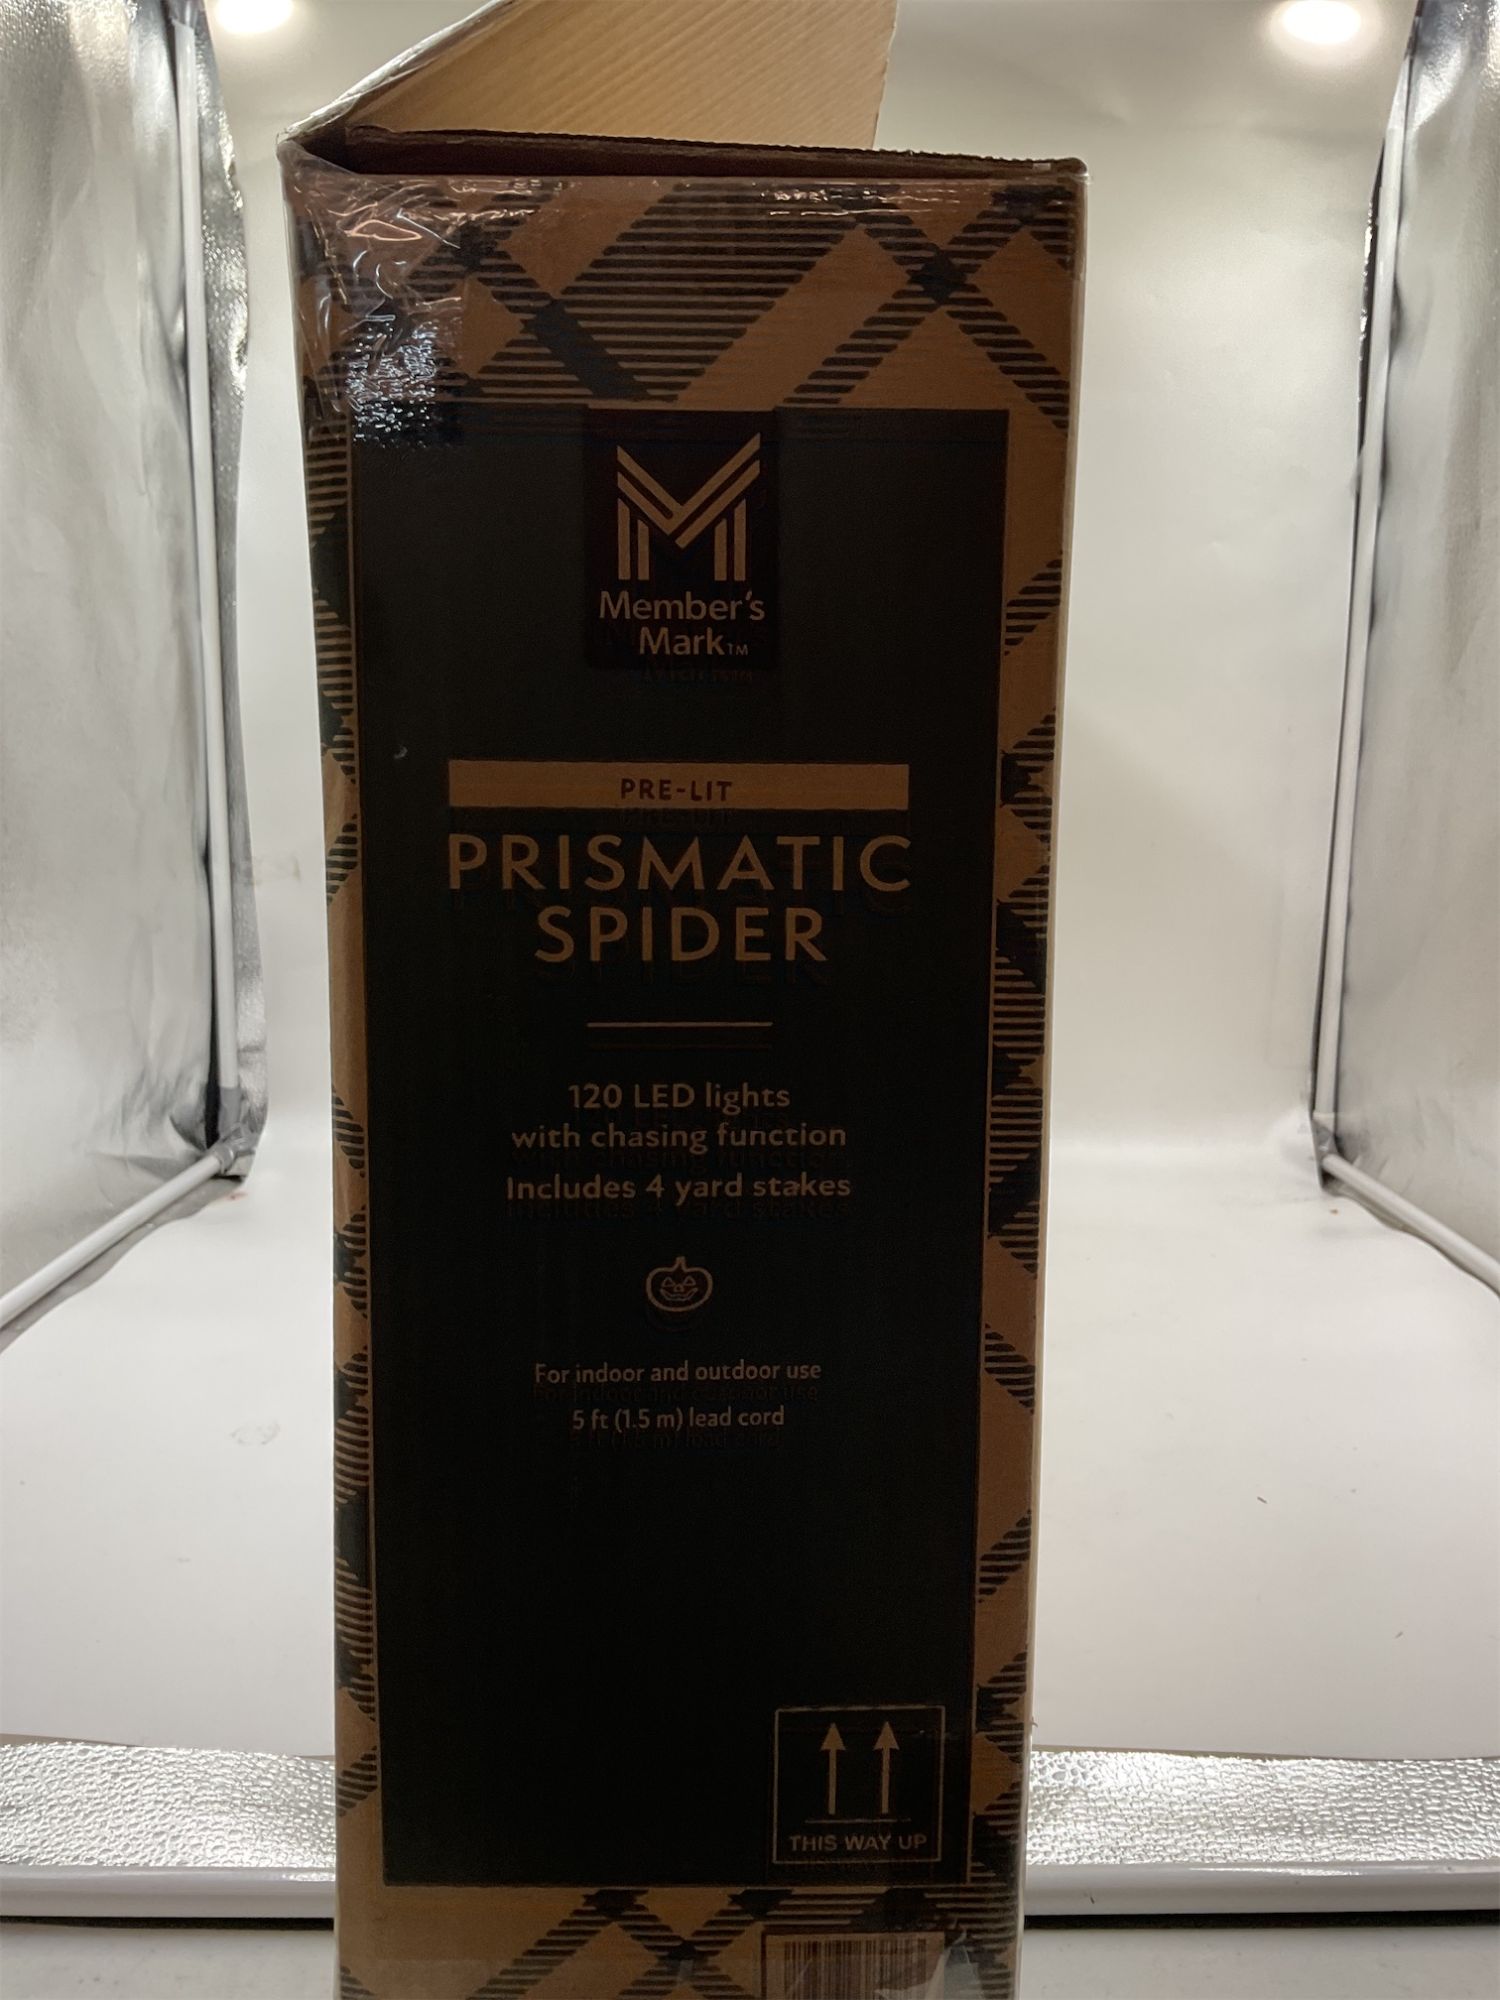 Member's
Mark™
PRE-LIT
PRISMATIC
SPIDER
120 LED lights
with chasing function
Includes 4 yard stakes
For indoor and outdoor use
5 ft (1.5 m) lead cord
THIS WAY UP